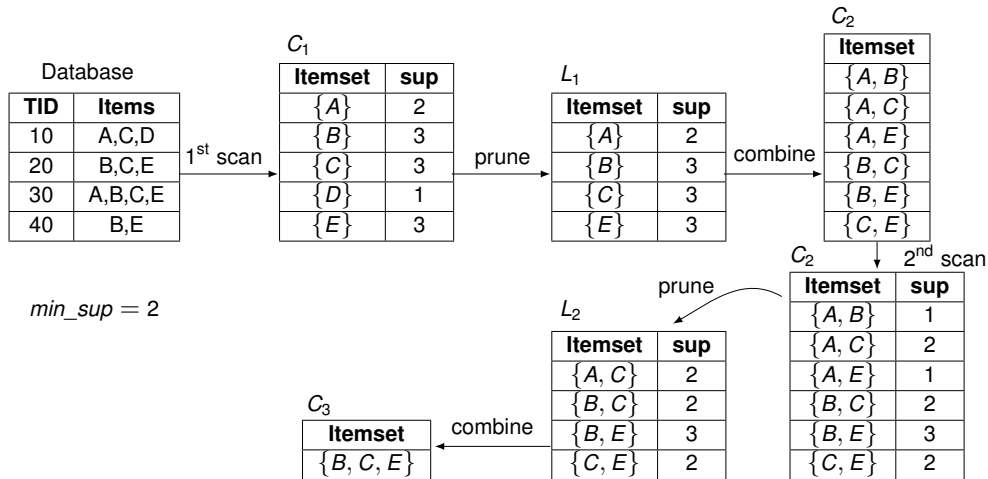 Database
TID Items
10 A,C,D
20 B,C,E
30 A,B,C,E
40 B,E
1st scan
C1
Itemset sup
{A} 2
{B} 3
{C} 3
{D} 1
{E} 3
prune
L1
Itemset sup
{A} 2
{B} 3
{C} 3
{E} 3
combine
C2
Itemset
{A, B}
{A, C}
{A, E}
{B, C}
{B, E}
{C, E}
2nd scan
C2
Itemset sup
{A, B} 1
{A, C} 2
{A, E} 1
{B, C} 2
{B, E} 3
{C, E} 2
prune
L2
Itemset sup
{A, C} 2
{B, C} 2
{B, E} 3
{C, E} 2
combine
C3
Itemset
{B, C, E}
min_sup = 2